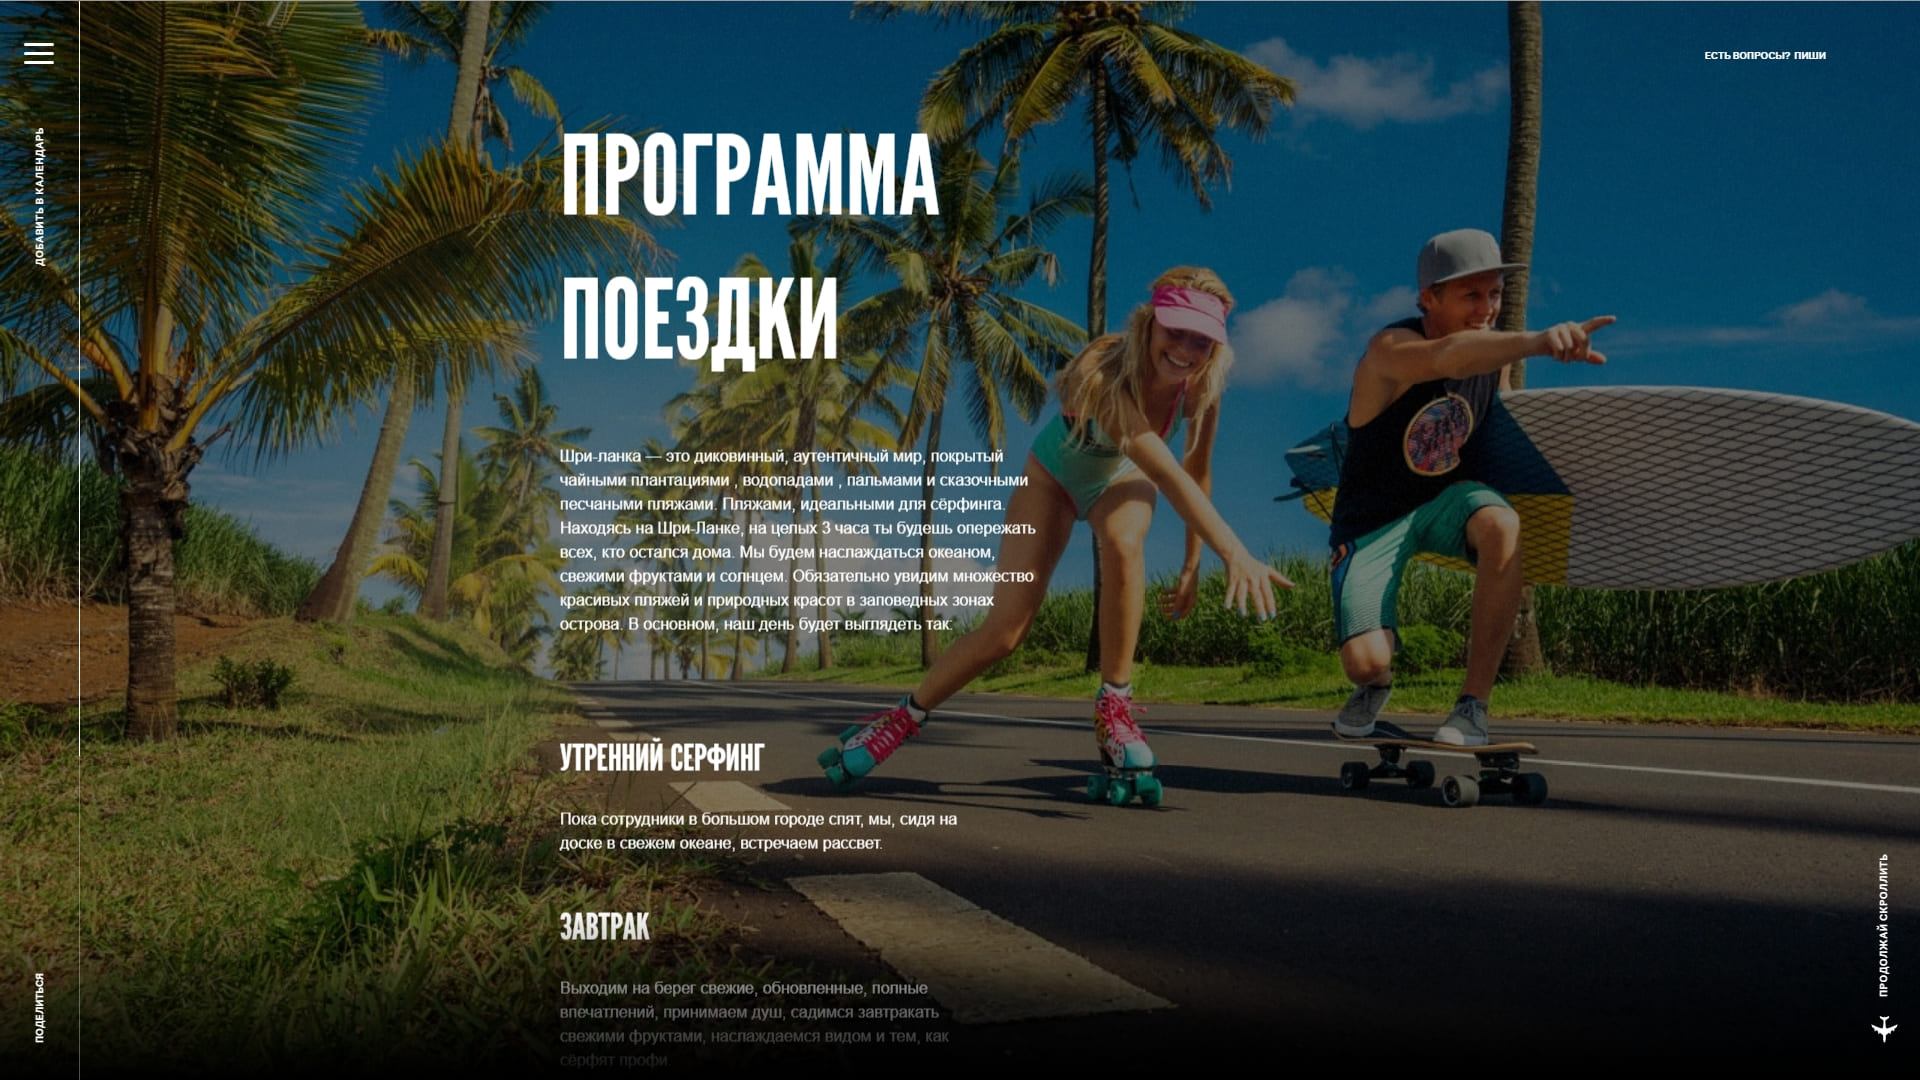 ЕСТЬ ВОПРОСЫ? ПИШИ
ДОБАВИТЬ В КАЛЕНДАРЬ
ПРОГРАММА
ПОЕЗДКИ
Шри-ланка — это диковинный, аутентичный мир, покрытый
чайными плантациями , водопадами , пальмами и сказочными
песчаными пляжами. Пляжами, идеальными для сёрфинга.
Находясь на Шри-Ланке, на целых 3 часа ты будешь опережать
всех, кто остался дома. Мы будем наслаждаться океаном,
свежими фруктами и солнцем. Обязательно увидим множество
красивых пляжей и природных красот в заповедных зонах
острова. В основном, наш день будет выглядеть так:
УТРЕННИЙ СЕРФИНГ
Пока сотрудники в большом городе спят, мы, сидя на
доске в свежем океане, встречаем рассвет.
ЗАВТРАК
Выходим на берег свежие, обновленные, полные
впечатлений, принимаем душ, садимся завтракать
свежими фруктами, наслаждаемся видом и тем, как
сёрфят профи.
ПОДЕЛИТЬСЯ
ПРОДОЛЖАЙ СКРОЛЛИТЬ